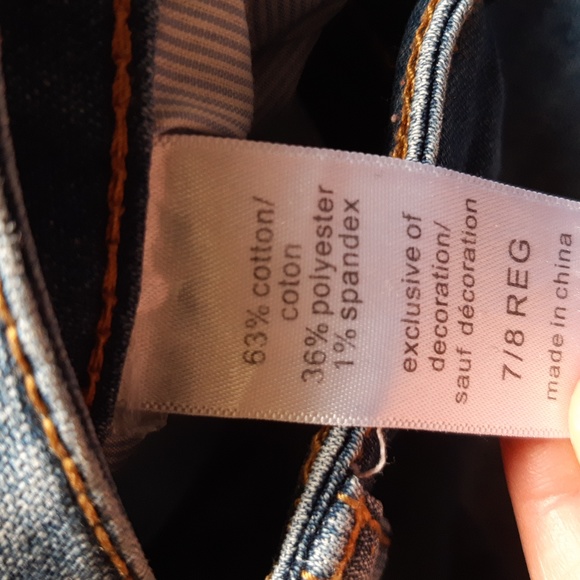 63% cotton/
coton
36% polyester
1% spandex
exclusive of
decoration/
sauf décoration
7/8 REG
made in china